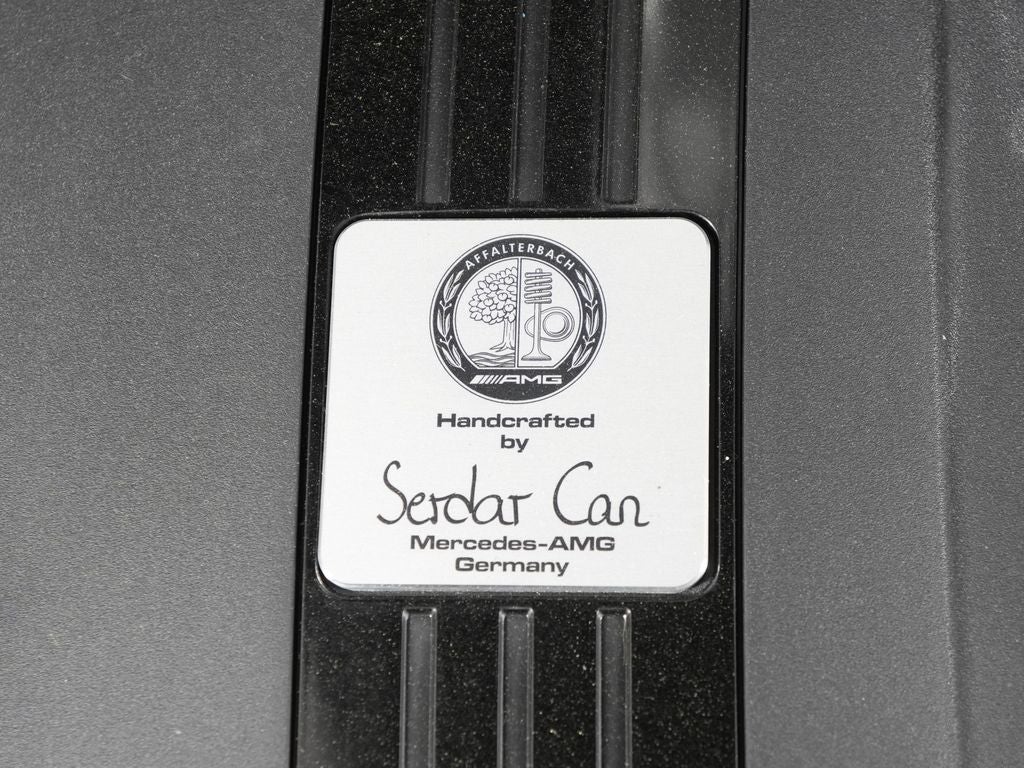 AFFALTERBACH
AMG
Handcrafted
by
Serdar Can
Mercedes-AMG
Germany